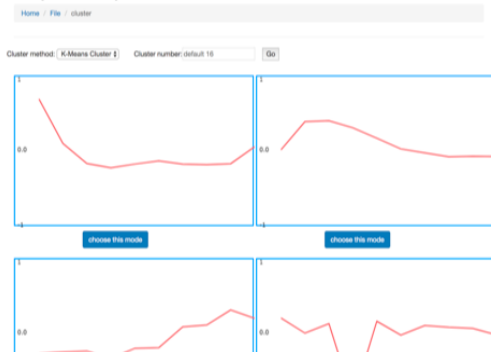 Home / File / cluster
Cluster method: K-Means Cluster Cluster number: default 16 Go
1 1
0.0 0.0
-1 -1
choose this mode choose this mode
1 1
0.0 0.0